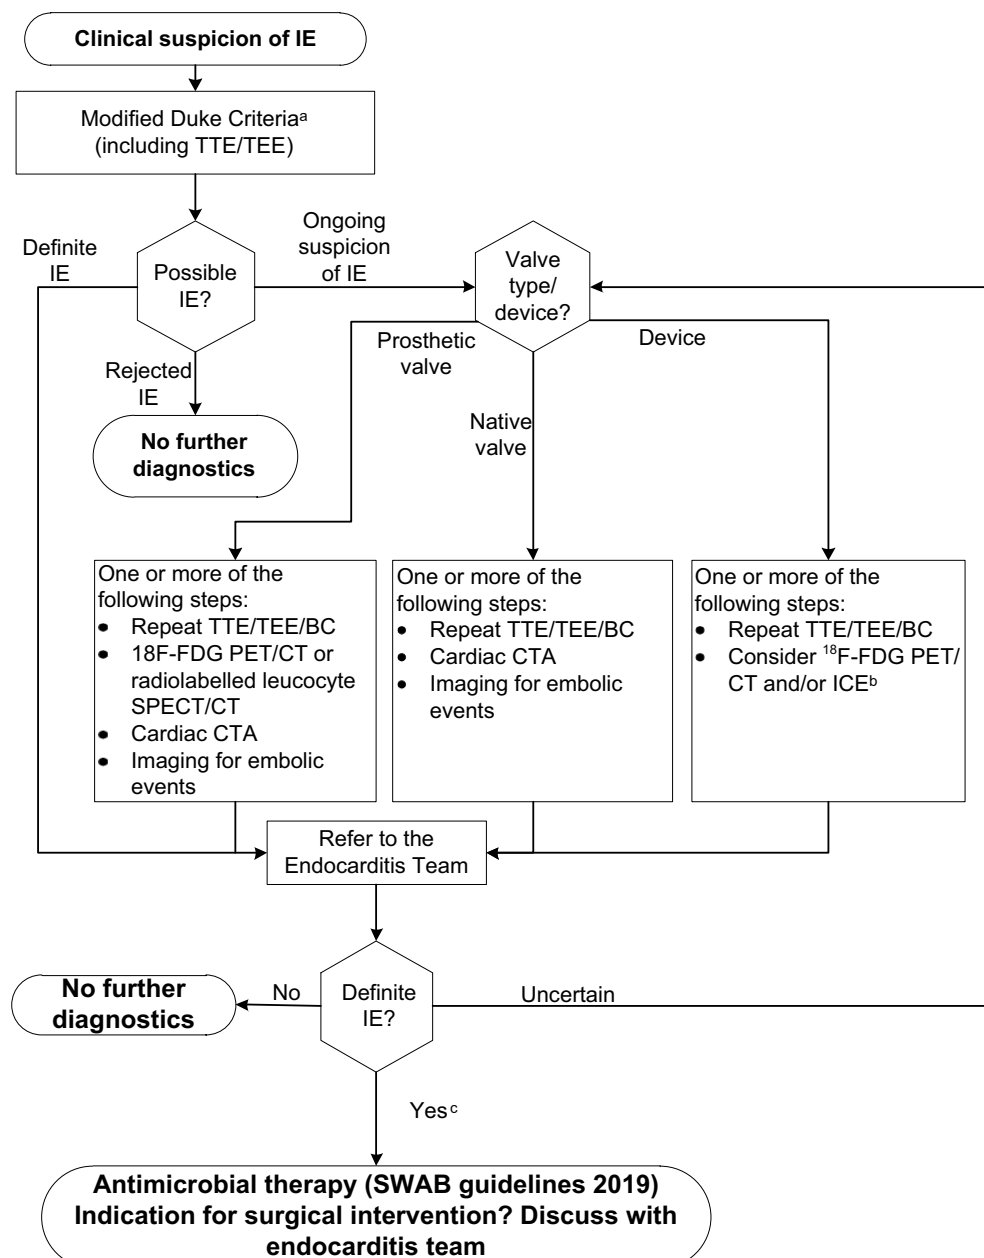 Clinical suspicion of IE
Modified Duke Criteriaᵃ
(including TTE/TEE)
Definite
IE
Possible
IE?
Ongoing
suspicion
of IE
Valve
type/
device?
Rejected
IE
No further
diagnostics
Prosthetic
valve
Native
valve
Device
One or more of the
following steps:
• Repeat TTE/TEE/BC
• 18F-FDG PET/CT or
radiolabelled leucocyte
SPECT/CT
• Cardiac CTA
• Imaging for embolic
events
One or more of the
following steps:
• Repeat TTE/TEE/BC
• Cardiac CTA
• Imaging for embolic
events
One or more of the
following steps:
• Repeat TTE/TEE/BC
• Consider ¹⁸F-FDG PET/
CT and/or ICEᵇ
Refer to the
Endocarditis Team
No further
diagnostics
No
Definite
IE?
Uncertain
Yesᶜ
Antimicrobial therapy (SWAB guidelines 2019)
Indication for surgical intervention? Discuss with
endocarditis team